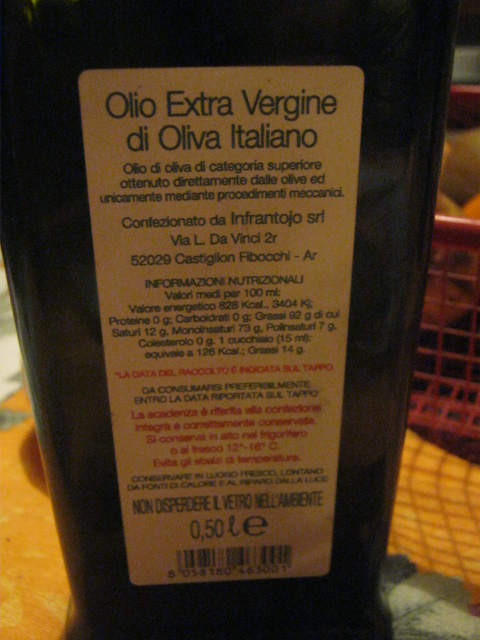 Olio Extra Vergine
di Oliva Italiano
Olio di oliva di categoria superiore
ottenuto direttamente dalle olive ed
unicamente mediante procedimenti meccanici.
Confezionato da Infrantojo srl
Via L. Da Vinci 2r
52029 Castiglion Fibocchi - Ar
INFORMAZIONI NUTRIZIONALI
Valori medi per 100 ml:
Valore energetico 828 Kcal., 3404 Kj;
Proteine 0 g; Carboidrati 0 g; Grassi 92 g di cui
Saturi 12 g, Monoinsaturi 73 g, Polinsaturi 7 g,
Colesterolo 0 g. 1 cucchiao (15 ml):
equivale a 126 Kcal.; Grassi 14 g.
*LA DATA DEL RACCOLTO È INDICATA SUL TAPPO
DA CONSUMARSI PREFERIBILMENTE
ENTRO LA DATA RIPORTATA SUL TAPPO
La scadenza è riferita alla confezione
integra e correttamente conservata.
Si conserva in alto nel frigorifero
o al fresco 12°-16° C.
Evita gli sbalzi di temperatura.
CONSERVARE IN LUOGO FRESCO, LONTANO
DA FONTI DI CALORE E AL RIPARO DALLA LUCE
NON DISPERDERE IL VETRO NELL'AMBIENTE
0,50 ℓ e
8 058180 463001